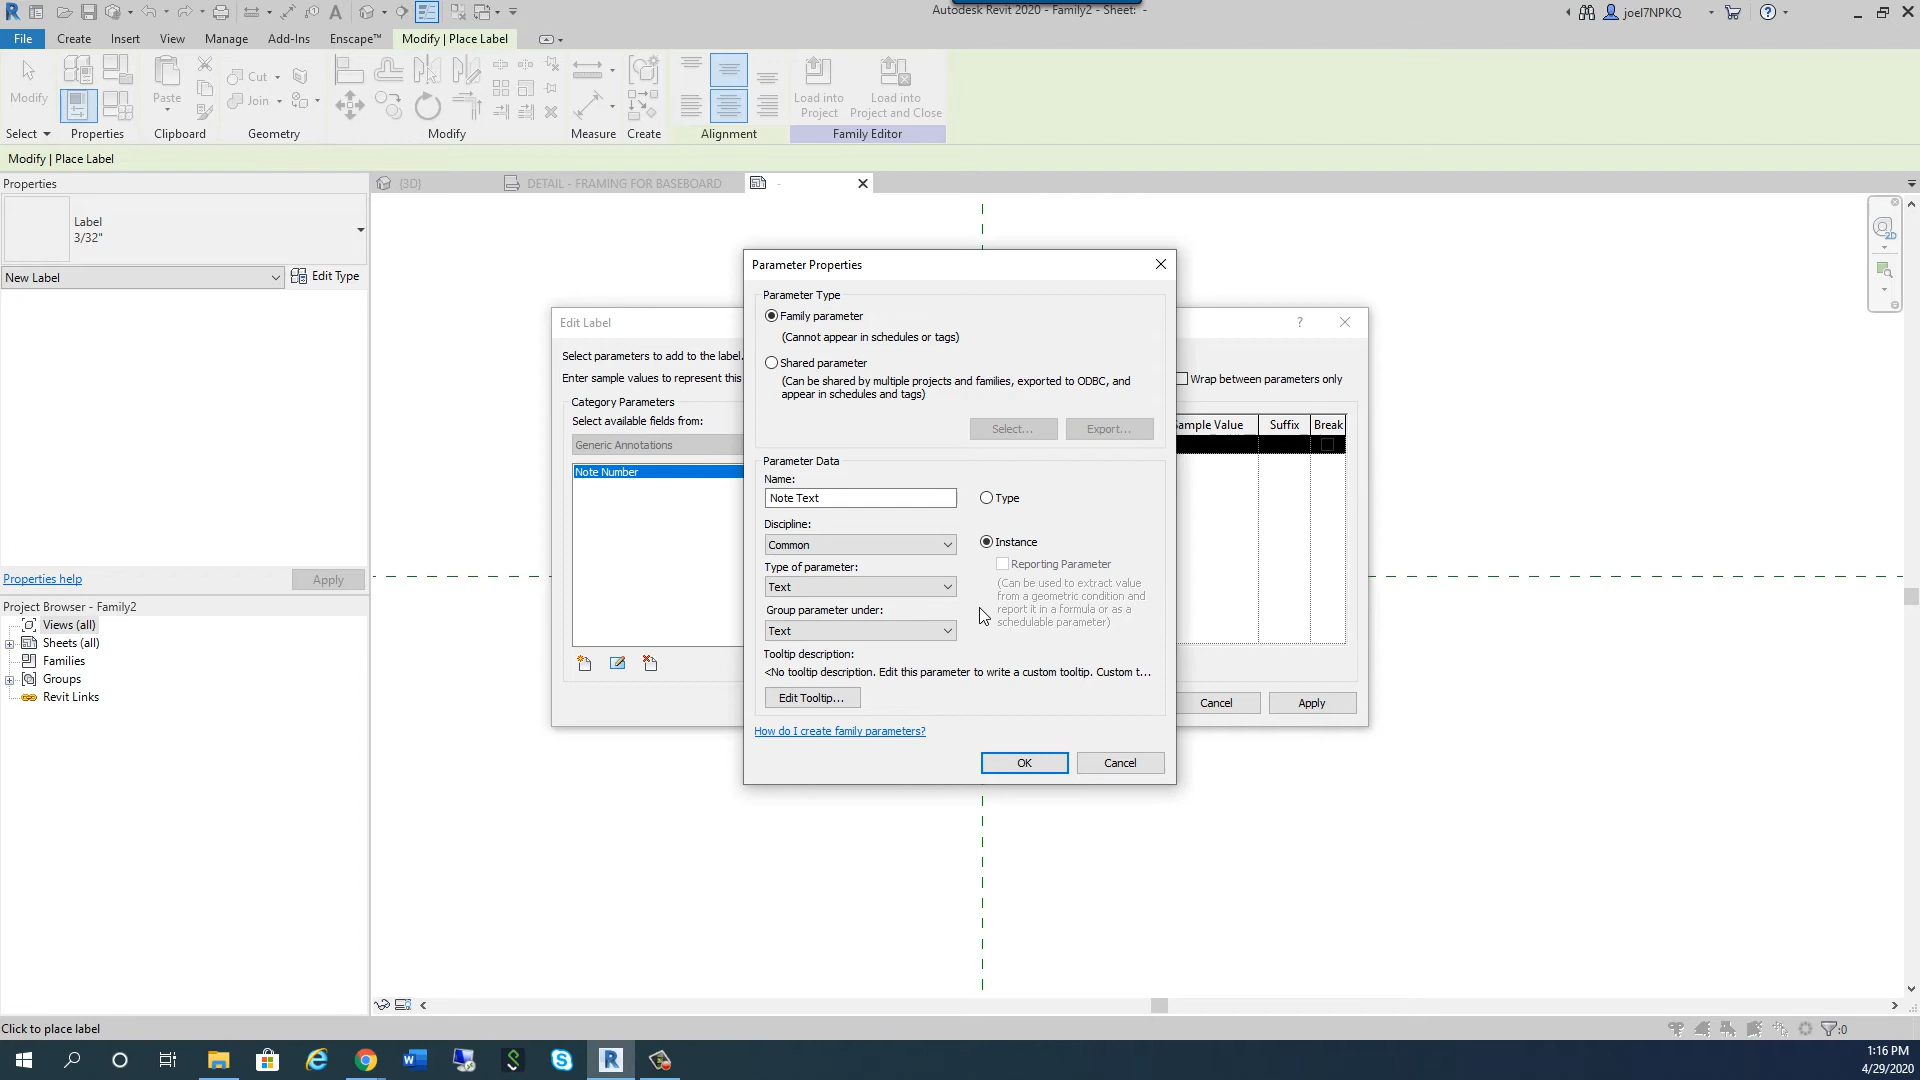 Autodesk Revit 2020 - Family2 - Sheet: -
joel7NPKQ
File Create Insert View Manage Add-Ins Enscape™ Modify | Place Label
Modify
Paste
Cut
Join
Load into Project
Load into Project and Close
Select Properties Clipboard Geometry Modify Measure Create Alignment Family Editor
Modify | Place Label
Properties
{3D}
DETAIL - FRAMING FOR BASEBOARD
-
Label
3/32"
New Label
Edit Type
2D
Properties help
Apply
Project Browser - Family2
Views (all)
Sheets (all)
Families
Groups
Revit Links
Edit Label
?
Select parameters to add to the label.
Enter sample values to represent this
Wrap between parameters only
Category Parameters
Select available fields from:
Generic Annotations
Note Number
Sample Value Suffix Break
Cancel
Apply
Parameter Properties
Parameter Type
Family parameter
(Cannot appear in schedules or tags)
Shared parameter
(Can be shared by multiple projects and families, exported to ODBC, and
appear in schedules and tags)
Select...
Export...
Parameter Data
Name:
Note Text
Type
Discipline:
Common
Instance
Reporting Parameter
(Can be used to extract value
from a geometric condition and
report it in a formula or as a
schedulable parameter)
Type of parameter:
Text
Group parameter under:
Text
Tooltip description:
<No tooltip description. Edit this parameter to write a custom tooltip. Custom t...
Edit Tooltip...
How do I create family parameters?
OK
Cancel
Click to place label
:0
1:16 PM
4/29/2020